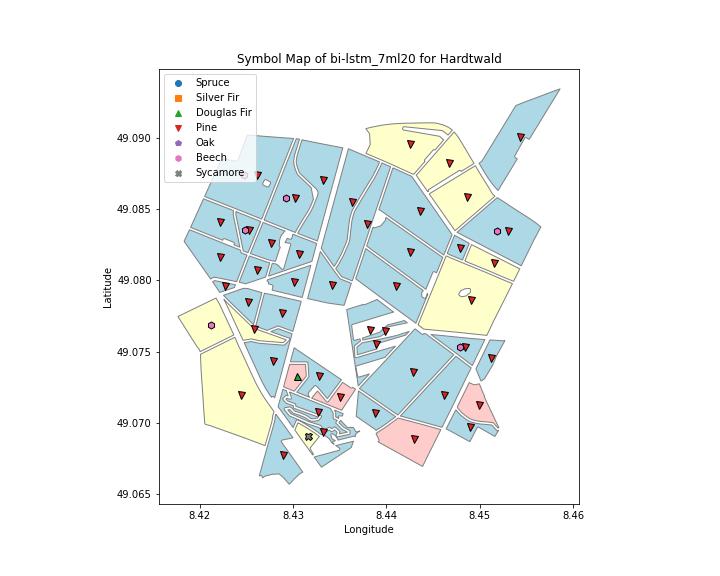 Symbol Map of bi-lstm_7ml20 for Hardtwald
Spruce
Silver Fir
Douglas Fir
Pine
Oak
Beech
Sycamore
49.090
49.085
49.080
49.075
49.070
49.065
Latitude
8.42 8.43 8.44 8.45 8.46
Longitude